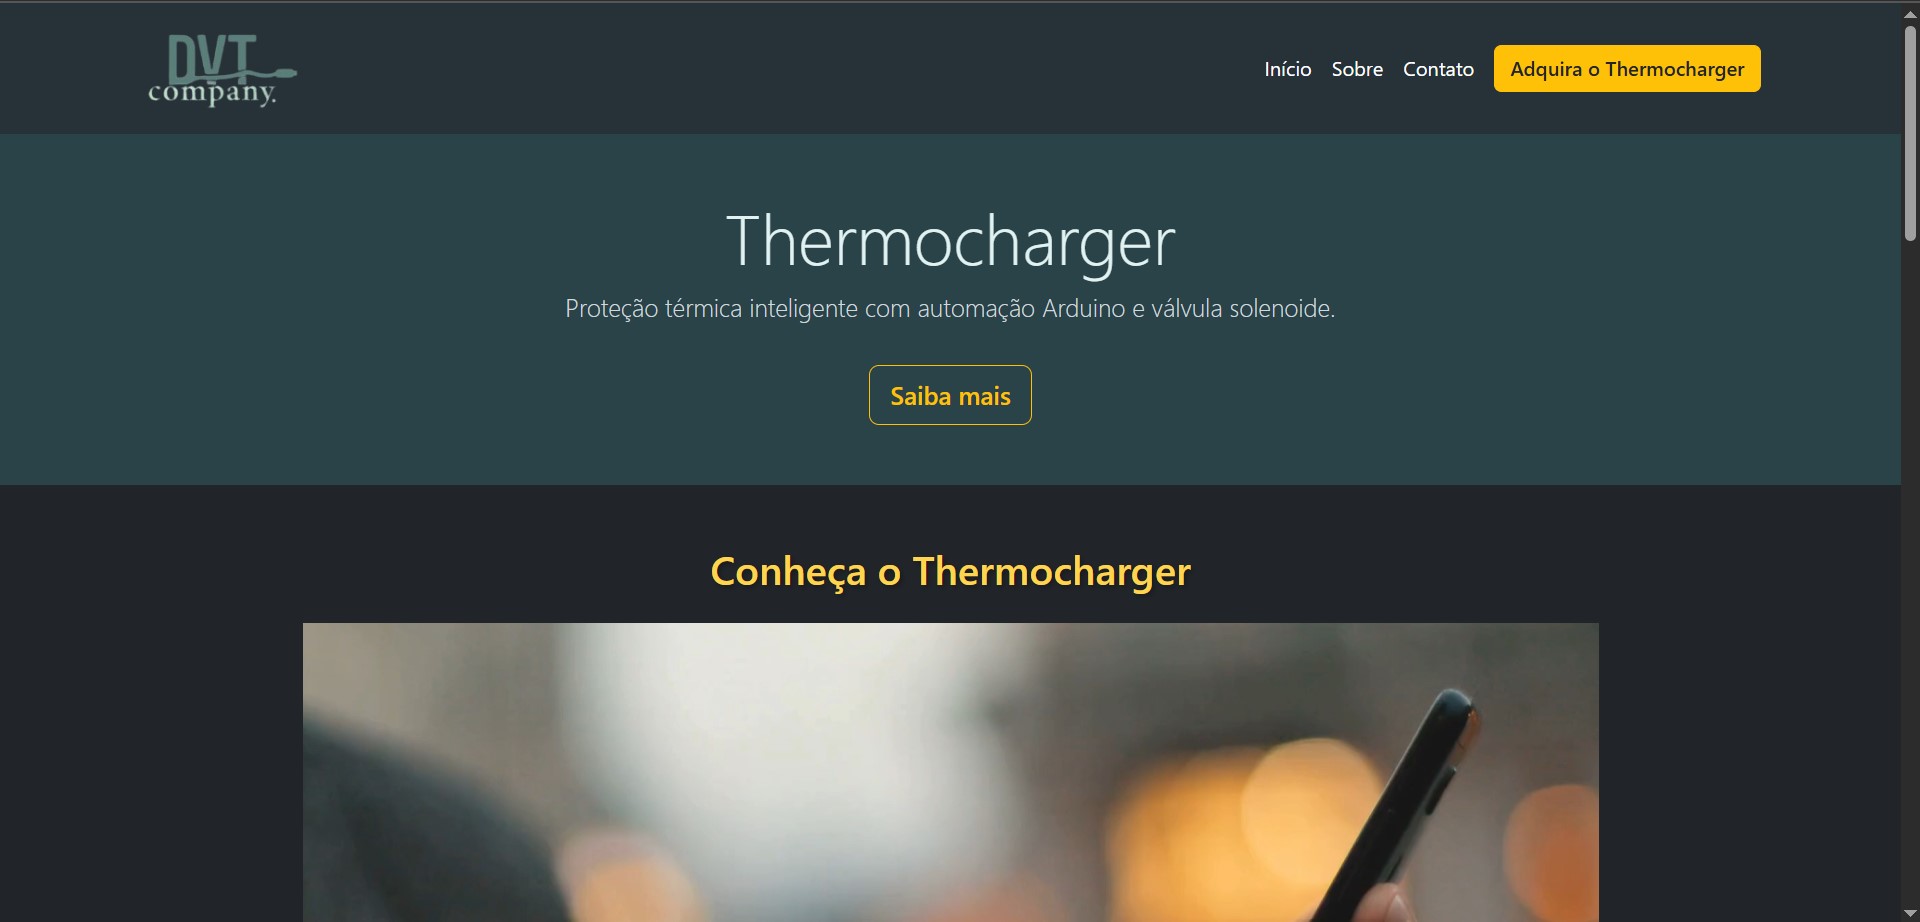 DVT
company.
Início Sobre Contato Adquira o Thermocharger
Thermocharger
Proteção térmica inteligente com automação Arduino e válvula solenoide.
Saiba mais
Conheça o Thermocharger